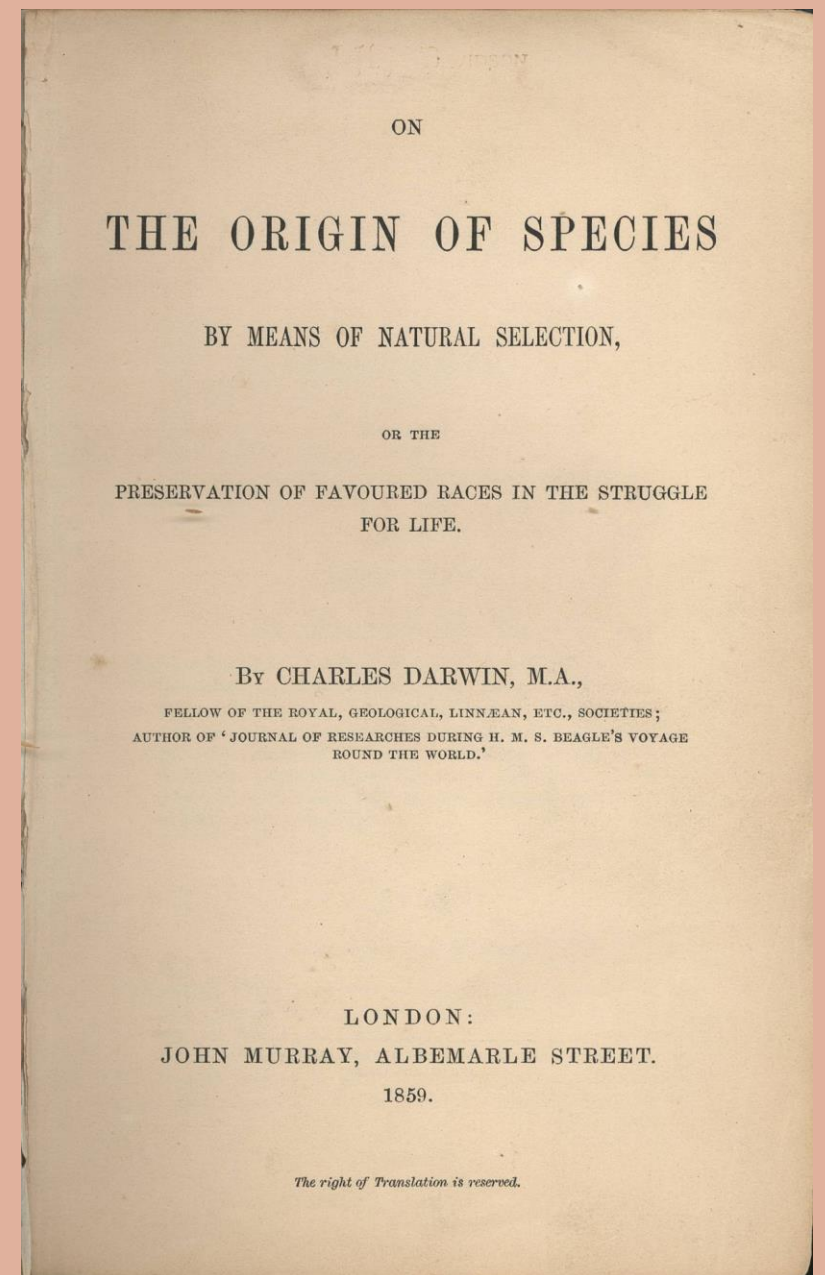 ON
THE ORIGIN OF SPECIES
BY MEANS OF NATURAL SELECTION,
OR THE
PRESERVATION OF FAVOURED RACES IN THE STRUGGLE
FOR LIFE.
BY CHARLES DARWIN, M.A.,
FELLOW OF THE ROYAL, GEOLOGICAL, LINNÆAN, ETC., SOCIETIES;
AUTHOR OF ‘JOURNAL OF RESEARCHES DURING H. M. S. BEAGLE’S VOYAGE
ROUND THE WORLD.’
LONDON:
JOHN MURRAY, ALBEMARLE STREET.
1859.
The right of Translation is reserved.